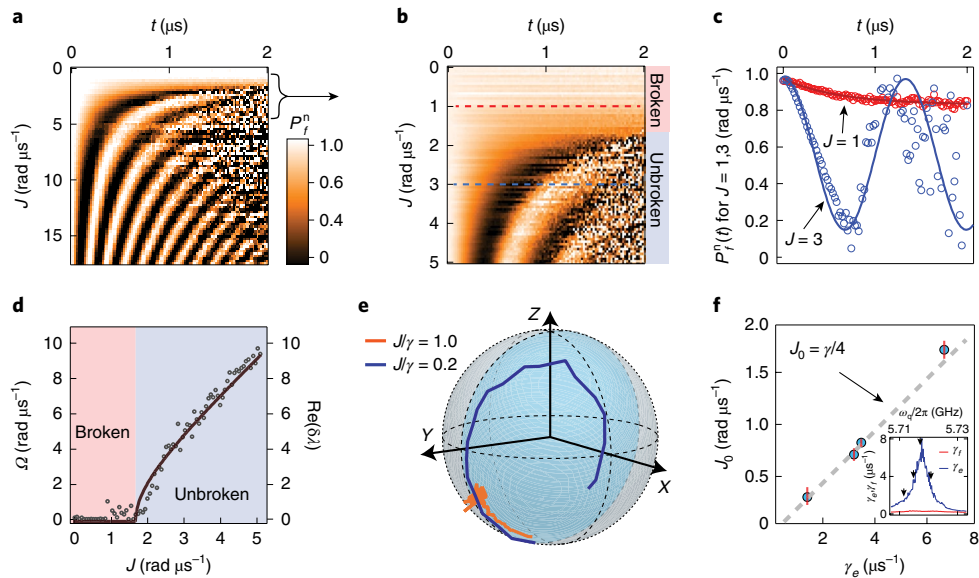 a
t (μs)
0 1 2
0
5
10
15
J (rad μs⁻¹)
P_f^n
1.0
0.6
0.4
0
b
t (μs)
0 1 2
0
1
2
3
4
5
J (rad μs⁻¹)
Broken
Unbroken
c
t (μs)
0 1 2
1.0
0.8
0.6
0.4
0.2
0
P_f^n(t) for J = 1,3 (rad μs⁻¹)
J = 1
J = 3
d
10
8
6
4
2
0
Ω (rad μs⁻¹)
10
8
6
4
2
0
Re(δλ)
Broken
Unbroken
0 1 2 3 4 5
J (rad μs⁻¹)
e
J/γ = 1.0
J/γ = 0.2
Z
Y
X
f
2.0
1.5
1.0
0.5
0
J₀ (rad μs⁻¹)
J₀ = γ/4
ω_q/2π (GHz)
5.71 5.73
γ_f
γ_e
8
4
0
γ_e,γ_f (μs⁻¹)
2 4 6 8
γ_e (μs⁻¹)